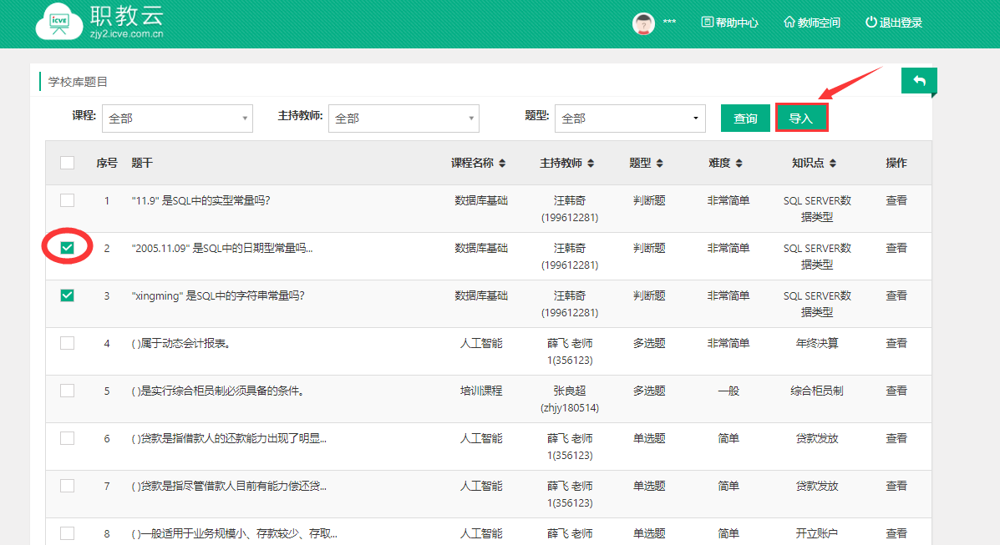 icve 职教云
zjy2.icve.com.cn
*** 帮助中心 教师空间 退出登录
学校库题目
课程: 全部 主持教师: 全部 题型: 全部 查询 导入
序号 题干 课程名称 主持教师 题型 难度 知识点 操作
1 "11.9" 是SQL中的实型常量吗? 数据库基础 汪韩奇 判断题 非常简单 SQL SERVER数 查看
(199612281) 据类型
2 "2005.11.09" 是SQL中的日期型常量吗... 数据库基础 汪韩奇 判断题 非常简单 SQL SERVER数 查看
(199612281) 据类型
3 "xingming" 是SQL中的字符串常量吗? 数据库基础 汪韩奇 判断题 非常简单 SQL SERVER数 查看
(199612281) 据类型
4 ( )属于动态会计报表。 人工智能 薛飞 老师 多选题 非常简单 年终决算 查看
1(356123)
5 ( )是实行综合柜员制必须具备的条件。 培训课程 张良超 多选题 一般 综合柜员制 查看
(zhjy180514)
6 ( )贷款是指借款人的还款能力出现了明显... 人工智能 薛飞 老师 单选题 简单 贷款发放 查看
1(356123)
7 ( )贷款是指尽管借款人目前有能力偿还贷... 人工智能 薛飞 老师 单选题 简单 贷款发放 查看
1(356123)
8 ( )一般适用于业务规模小、存款较少、存取... 人工智能 薛飞 老师 单选题 简单 开立账户 查看